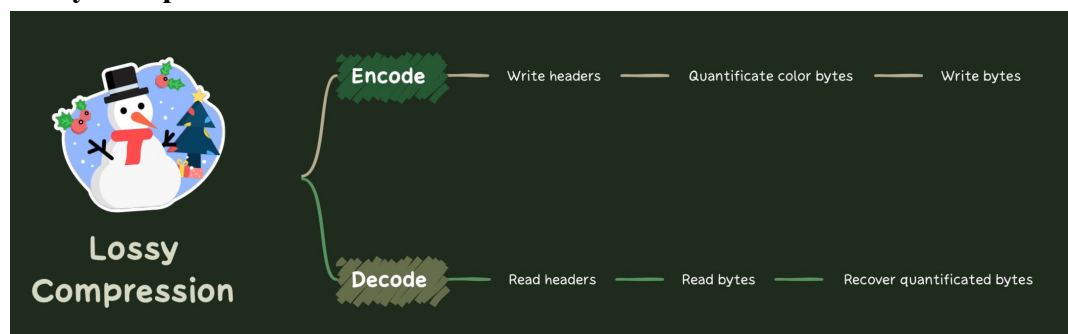 Lossy
Compression
Encode
Write headers
Quantificate color bytes
Write bytes
Decode
Read headers
Read bytes
Recover quantificated bytes